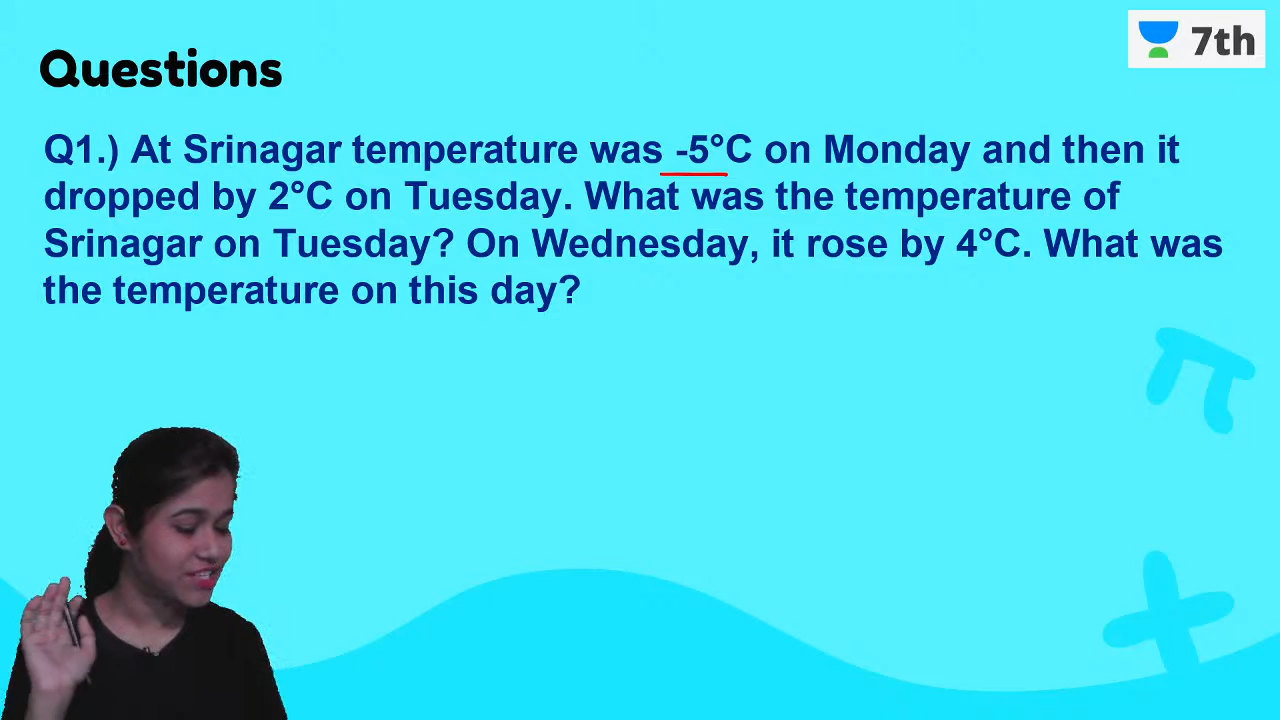 7th
Questions
Q1.) At Srinagar temperature was -5°C on Monday and then it
dropped by 2°C on Tuesday. What was the temperature of
Srinagar on Tuesday? On Wednesday, it rose by 4°C. What was
the temperature on this day?
π
+